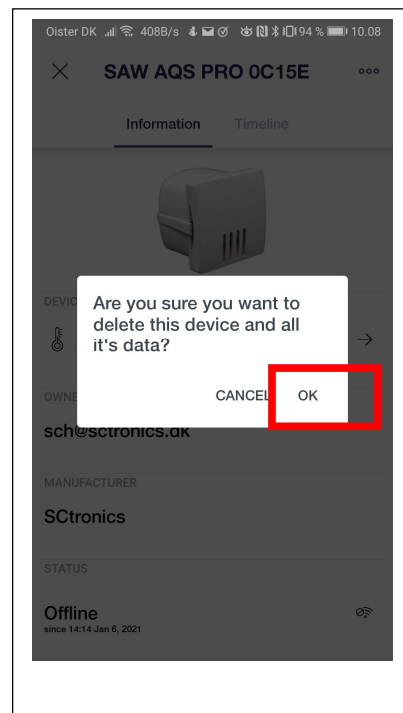 Oister DK 408B/s 94 % 10.08
SAW AQS PRO 0C15E
Information Timeline
DEVIC
Are you sure you want to
delete this device and all
it's data?
OWNE
CANCEL OK
sch@sctronics.dk
MANUFACTURER
SCtronics
STATUS
Offline
since 14:14 Jan 6, 2021